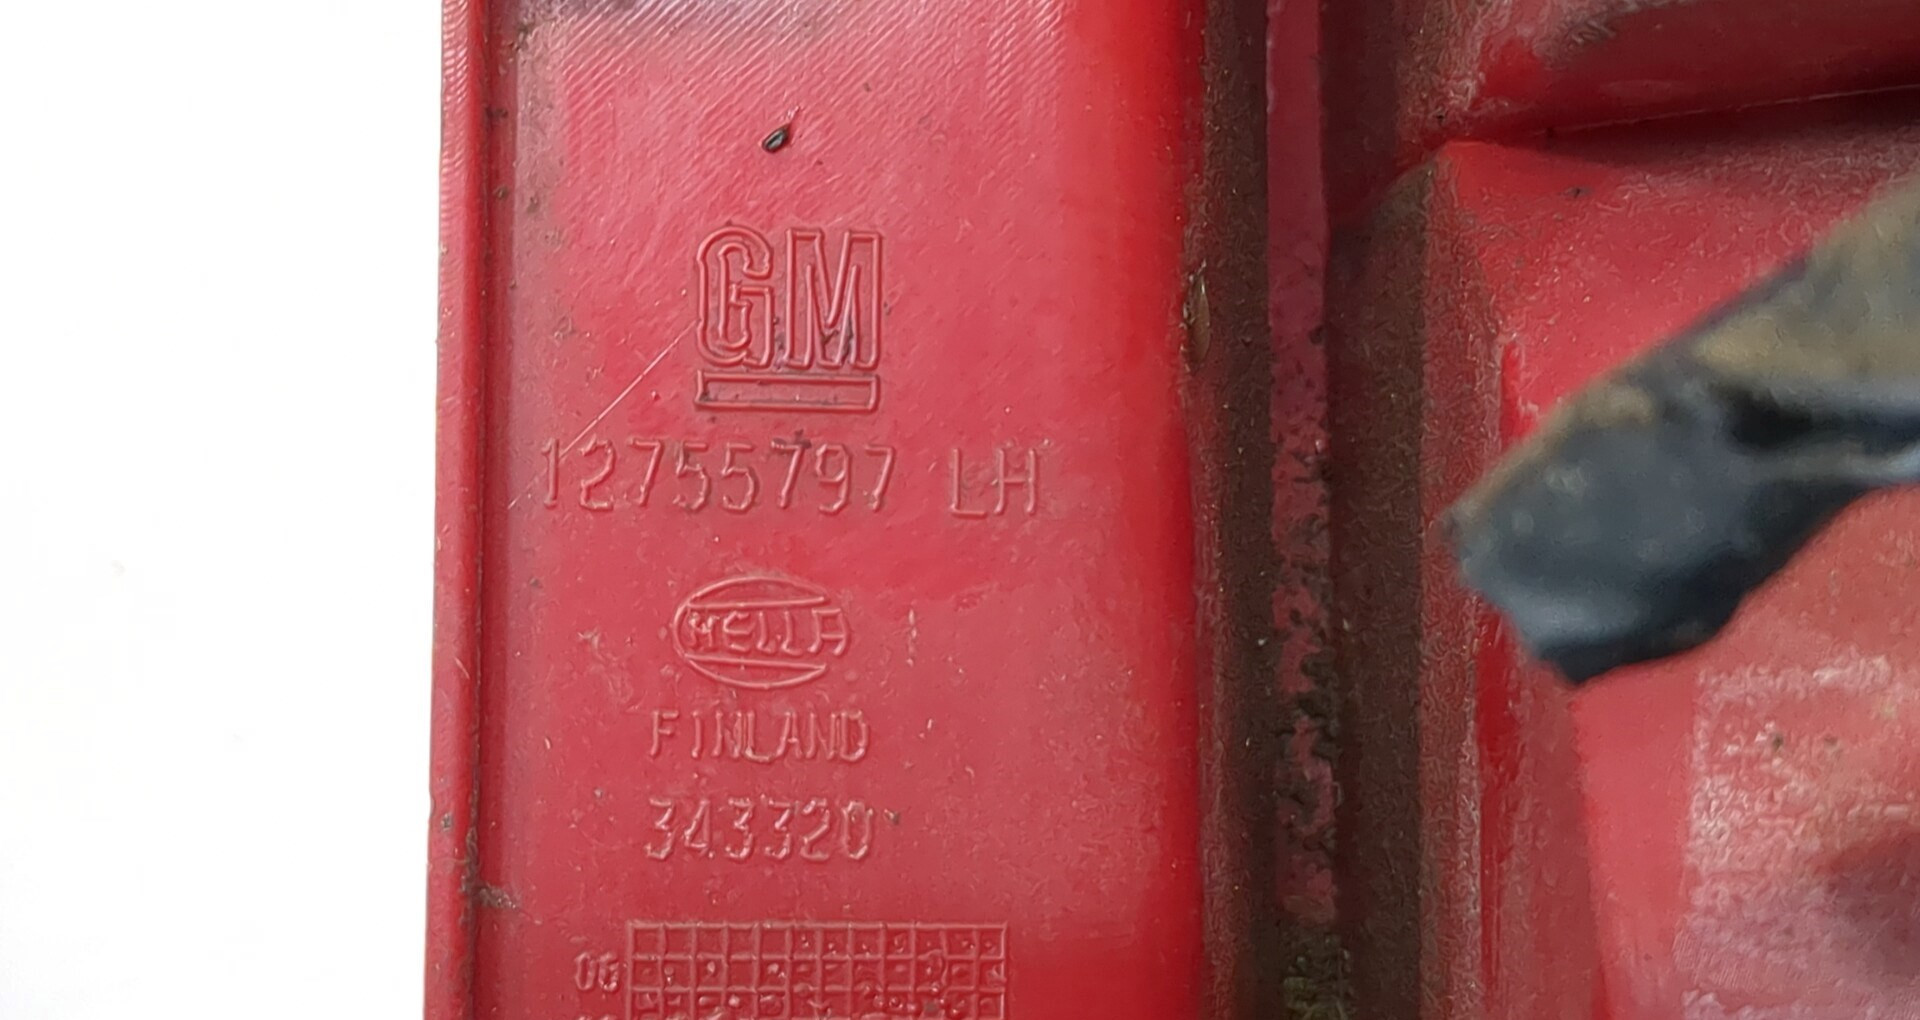 GM
12755797 LH
HELLA
FINLAND
343320